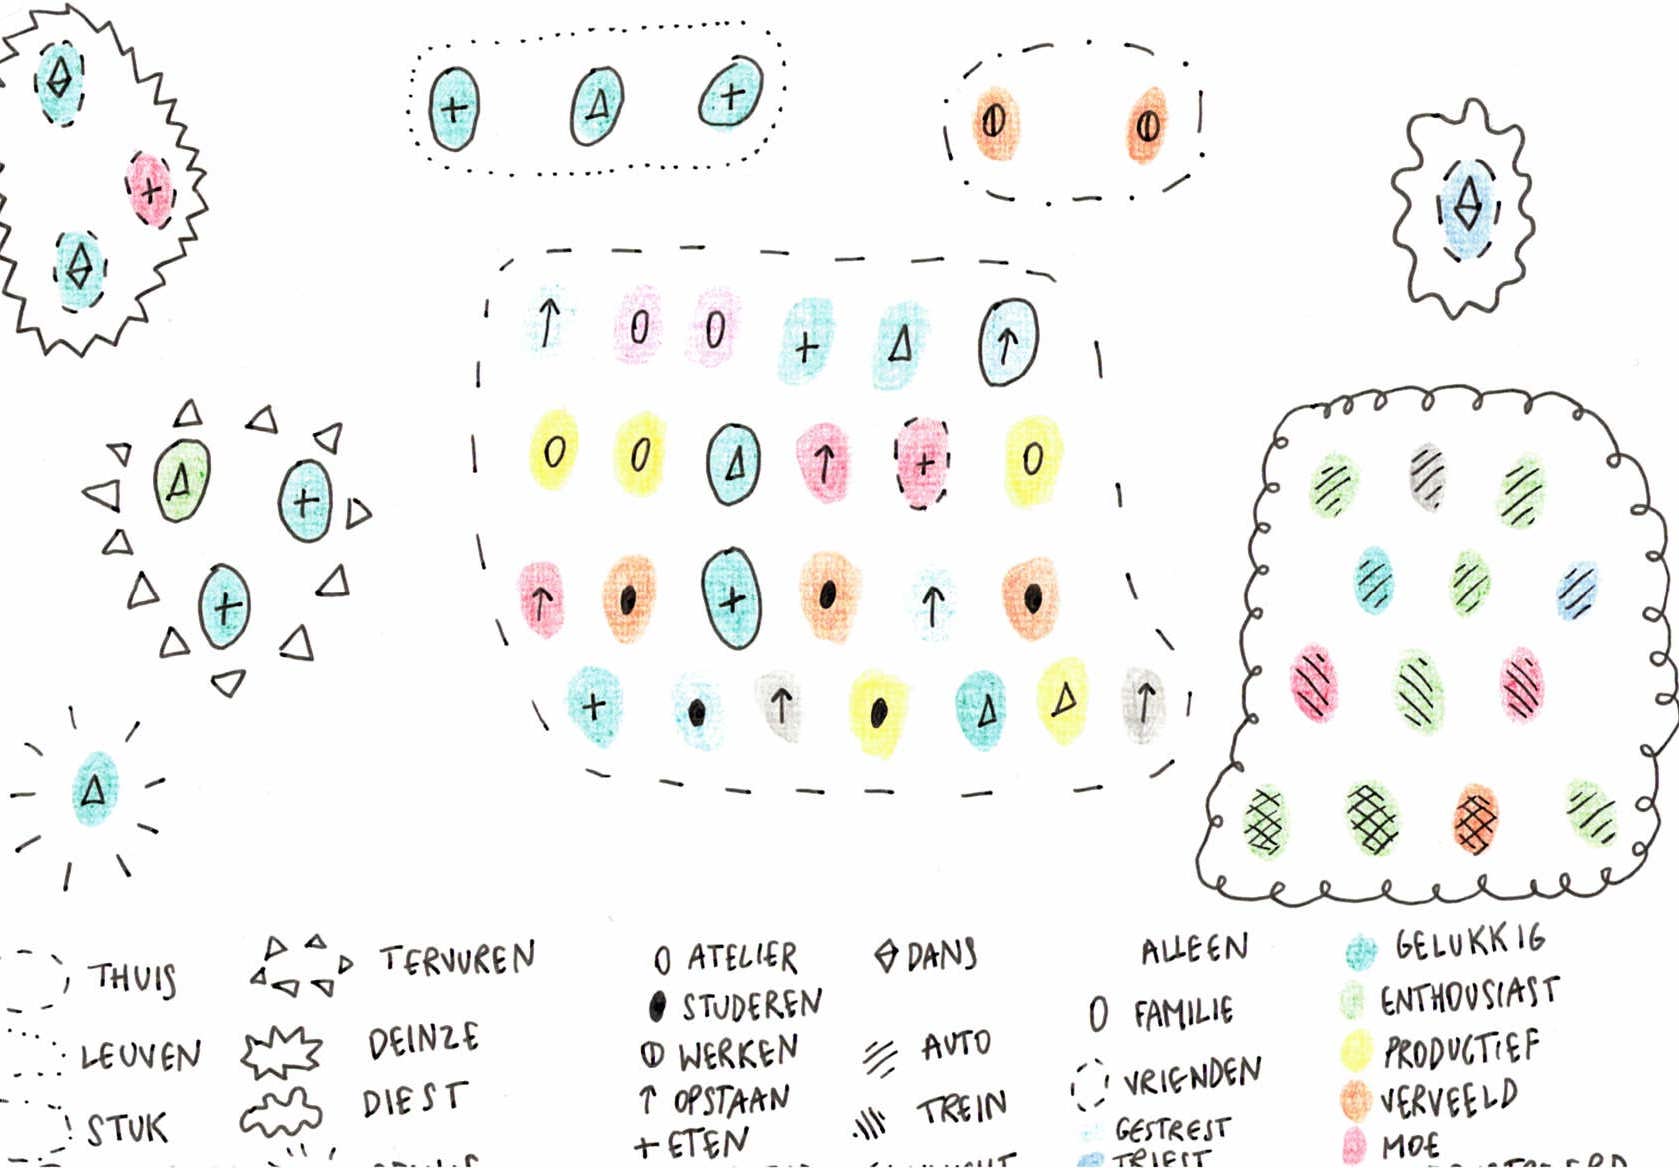 THUIS
LEUVEN
STUK
TERVUREN
DEINZE
DIEST
O ATELIER
STUDEREN
WERKEN
↑ OPSTAAN
+ ETEN
DANS
AUTO
TREIN
ALLEEN
FAMILIE
VRIENDEN
GESTREST
TRIEST
GELUKKIG
ENTHOUSIAST
PRODUCTIEF
VERVEELD
MOE